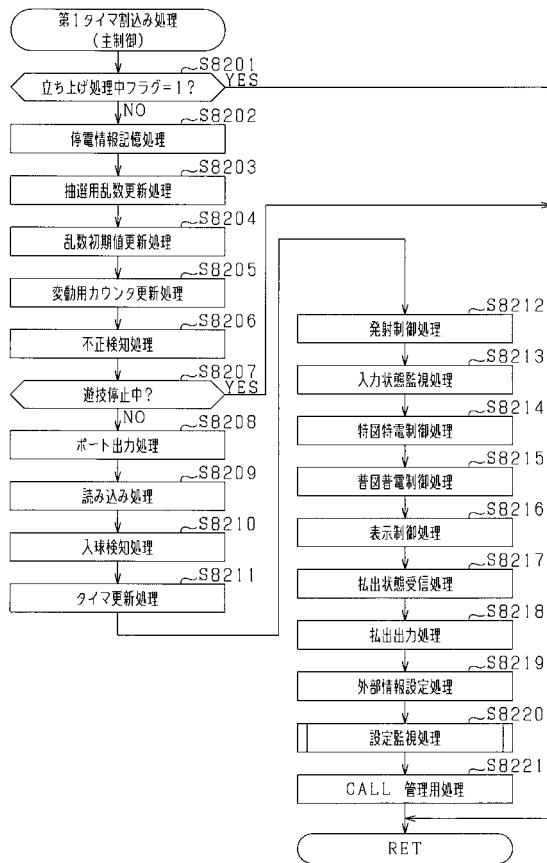 第1タイマ割込み処理
(主制御)
S8201
立ち上げ処理中フラグ=1?
YES
NO
S8202
停電情報記憶処理
S8203
抽選用乱数更新処理
S8204
乱数初期値更新処理
S8205
変動用カウンタ更新処理
S8206
不正検知処理
S8207
遊技停止中?
YES
NO
S8208
ポート出力処理
S8209
読み込み処理
S8210
入球検知処理
S8211
タイマ更新処理
S8212
発射制御処理
S8213
入力状態監視処理
S8214
特図特電制御処理
S8215
普図普電制御処理
S8216
表示制御処理
S8217
払出状態受信処理
S8218
払出出力処理
S8219
外部情報設定処理
S8220
設定監視処理
S8221
CALL 管理用処理
RET